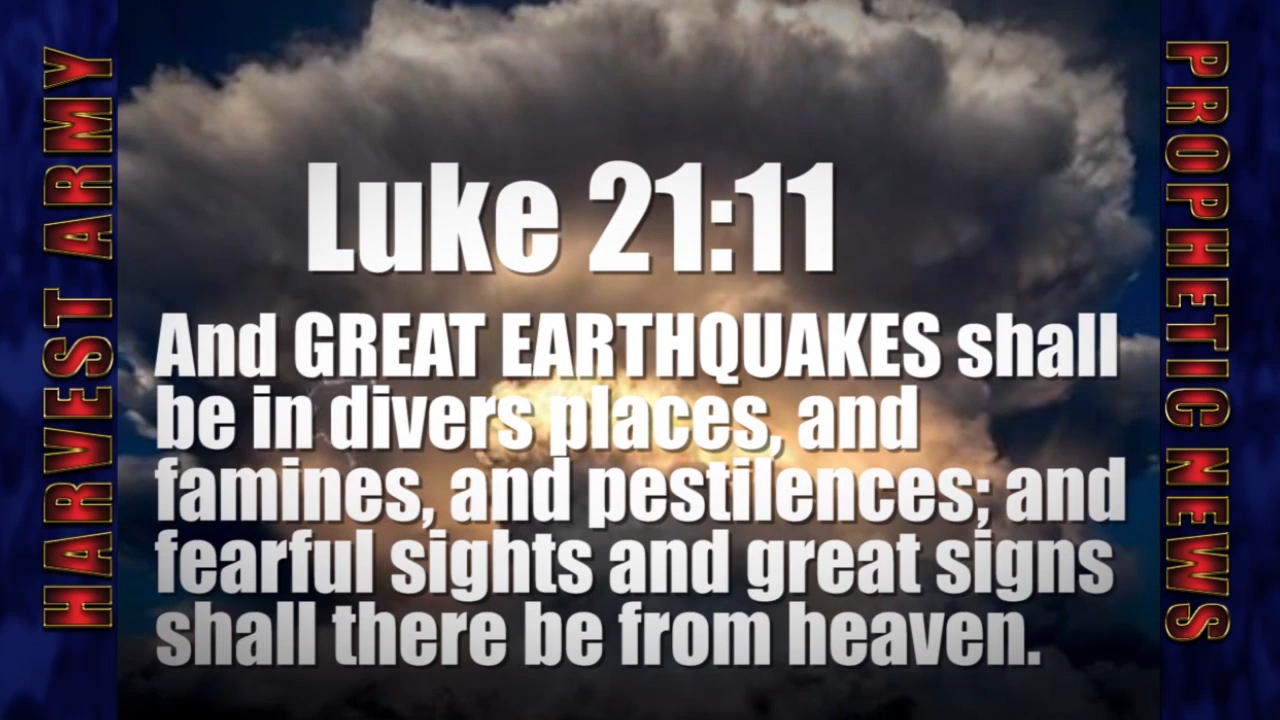 HARVEST ARMY
Luke 21:11
And GREAT EARTHQUAKES shall
be in divers places, and
famines, and pestilences; and
fearful sights and great signs
shall there be from heaven.
PROPHETIC NEWS